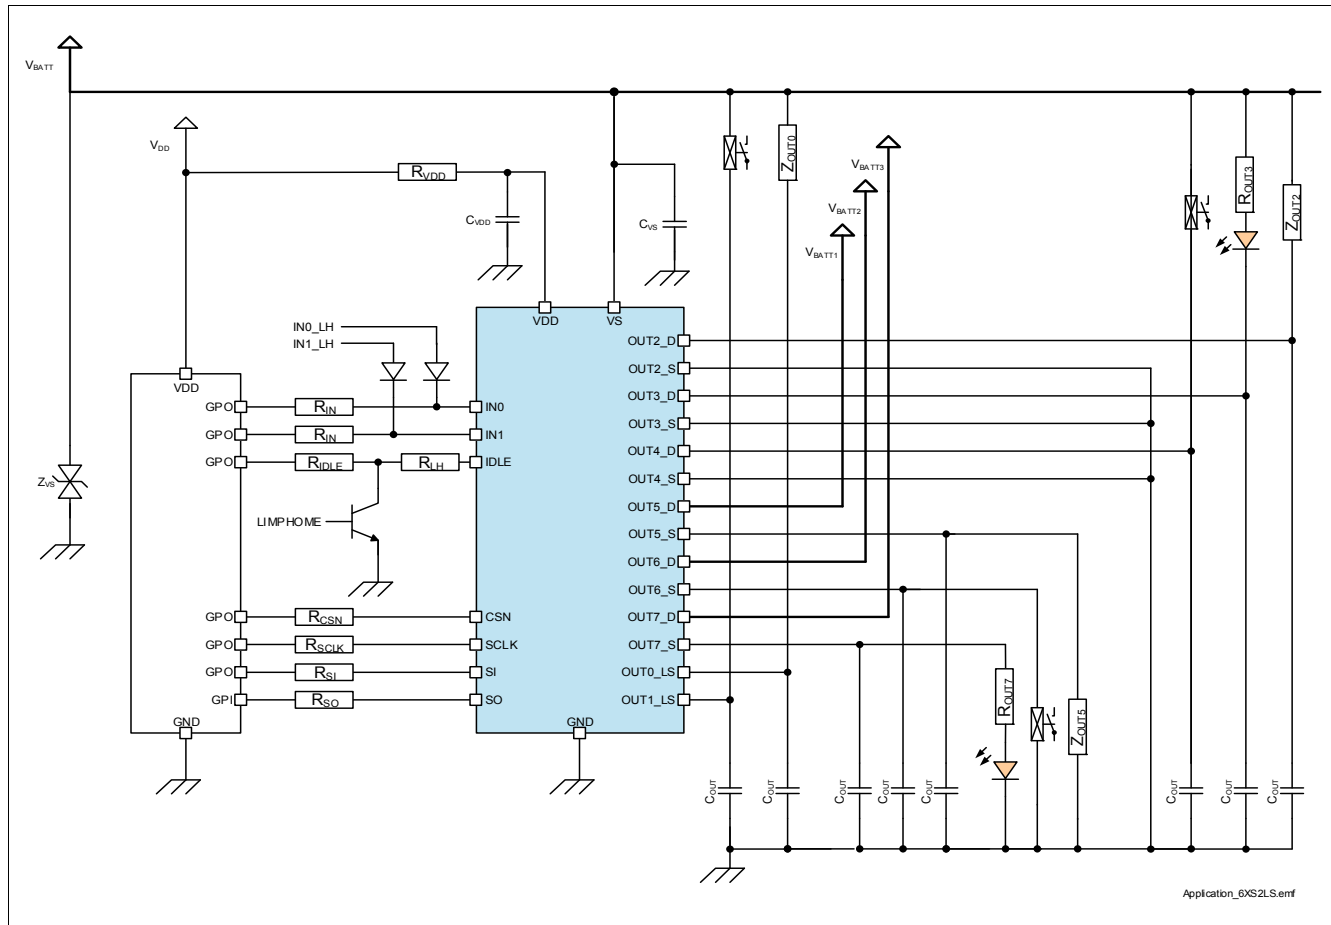 VBATT
VDD
RVDD
CVDD
CVS
ZOUT0
VBATT3
VBATT2
VBATT1
ROUT3
ZOUT2
IN0_LH
IN1_LH
VDD
VS
VDD
OUT2_D
OUT2_S
OUT3_D
OUT3_S
OUT4_D
OUT4_S
OUT5_D
OUT5_S
OUT6_D
OUT6_S
OUT7_D
OUT7_S
OUT0_LS
OUT1_LS
GPO RIN IN0
GPO RIN IN1
GPO RIDLE RLH IDLE
ZVS
LIMPHOME
GPO RCSN CSN
GPO RSCLK SCLK
GPO RSI SI
GPI RSO SO
GND
GND
ROUT7
ZOUT5
COUT
COUT
COUT
COUT
COUT
COUT
COUT
COUT
Application_6XS2LS.emf